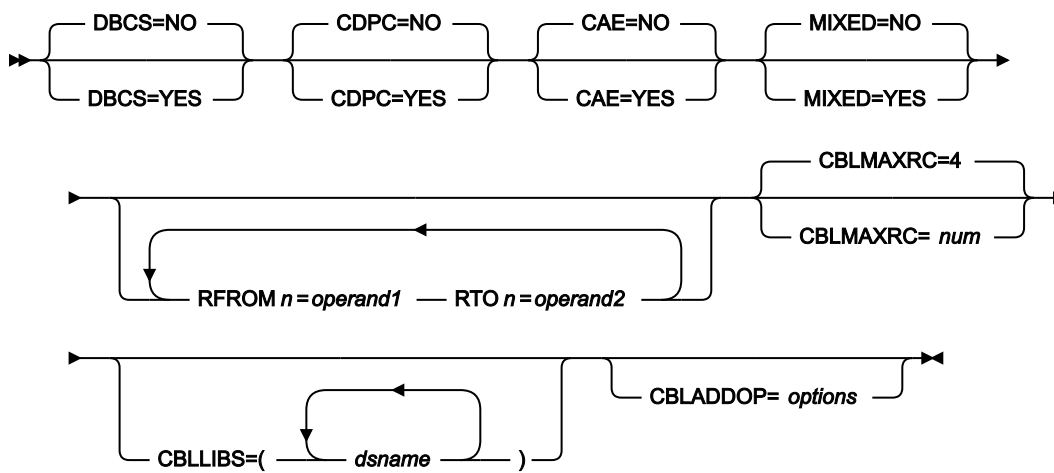 DBCS=NO CDPC=NO CAE=NO MIXED=NO
DBCS=YES CDPC=YES CAE=YES MIXED=YES
CBLMAXRC=4
CBLMAXRC= num
RFROM n=operand1 RTO n=operand2
CBLLIBS=( dsname )
CBLADDOP= options